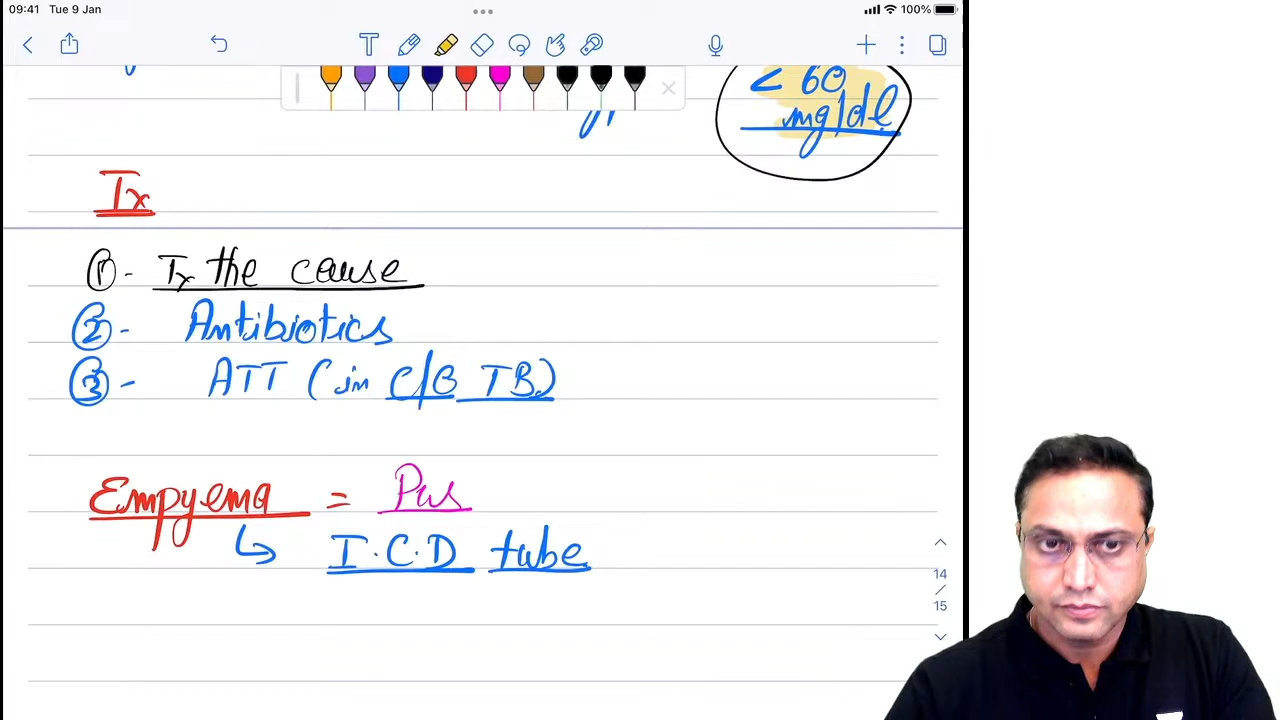 09:41 Tue 9 Jan
100%
T
< 60
mg/dl
Tx
① - Tx the cause
② - Antibiotics
③ - ATT (in C/O TB)
Empyema = Pus
↳ I.C.D tube
14
/
15